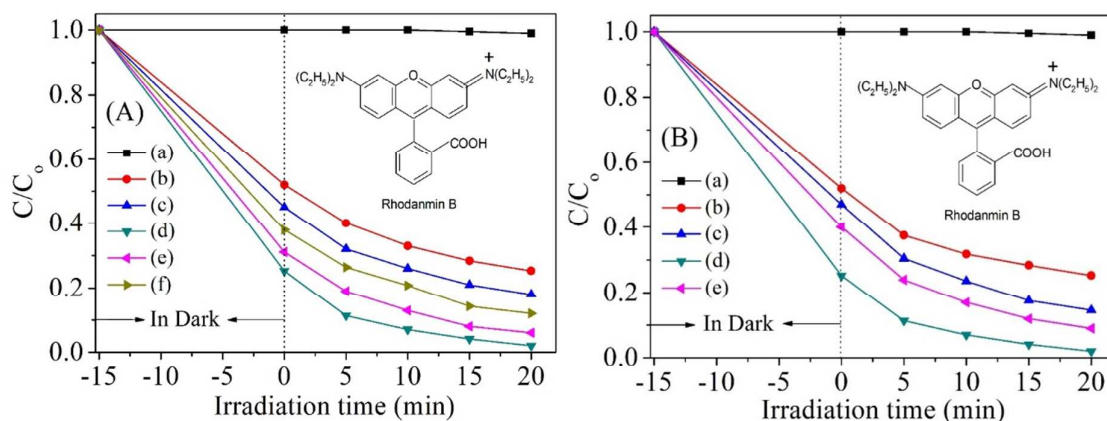 (A)
C/Co
1.0
0.8
0.6
0.4
0.2
0.0
(a)
(b)
(c)
(d)
(e)
(f)
In Dark
+
(C2H5)2N
O
N(C2H5)2
COOH
Rhodanmin B
-15 -10 -5 0 5 10 15 20
Irradiation time (min)
(B)
C/Co
1.0
0.8
0.6
0.4
0.2
0.0
(a)
(b)
(c)
(d)
(e)
In Dark
+
(C2H5)2N
O
N(C2H5)2
COOH
Rhodanmin B
-15 -10 -5 0 5 10 15 20
Irradiation time (min)